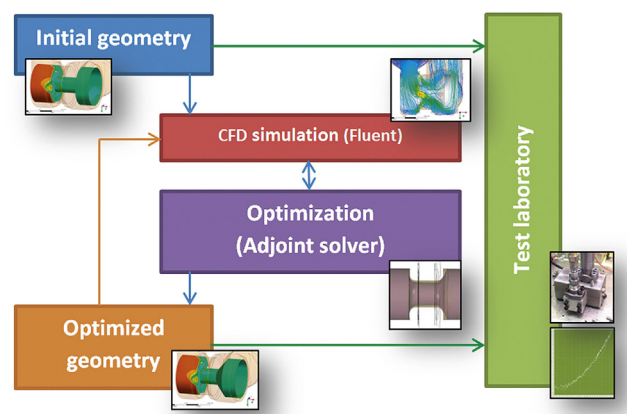 Initial geometry
CFD simulation (Fluent)
Optimization
(Adjoint solver)
Optimized
geometry
Test laboratory